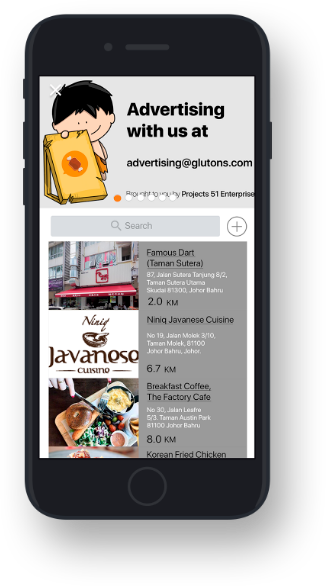 Advertising
with us at
advertising@glutons.com
Brought to you by Projects 51 Enterprise
Search
Famous Dart
(Taman Sutera)
87, Jalan Sutera Tanjung 8/2,
Taman Sutera Utama
Skudai 81300, Johor Bahru
2.0 KM
Niniq
Javanese
CUISINE
Niniq Javanese Cuisine
No 19, Jalan Molek 3/10,
Taman Molek, 81100
Johor Bahru, Johor.
6.7 KM
Breakfast Coffee,
The Factory Cafe
No 30, Jalan Leafre
5/3. Taman Austin Park
81100 Johor Bahru
8.0 KM
Korean Fried Chicken